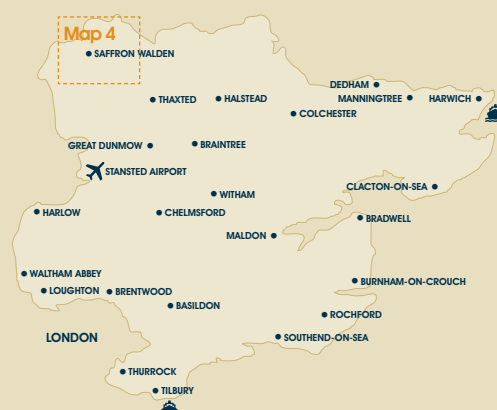 Map 4
SAFFRON WALDEN
DEDHAM
THAXTED
HALSTEAD
MANNINGTREE
HARWICH
COLCHESTER
GREAT DUNMOW
BRAINTREE
STANSTED AIRPORT
CLACTON-ON-SEA
WITHAM
HARLOW
CHELMSFORD
BRADWELL
MALDON
WALTHAM ABBEY
BURNHAM-ON-CROUCH
LOUGHTON
BRENTWOOD
BASILDON
ROCHFORD
LONDON
SOUTHEND-ON-SEA
THURROCK
TILBURY